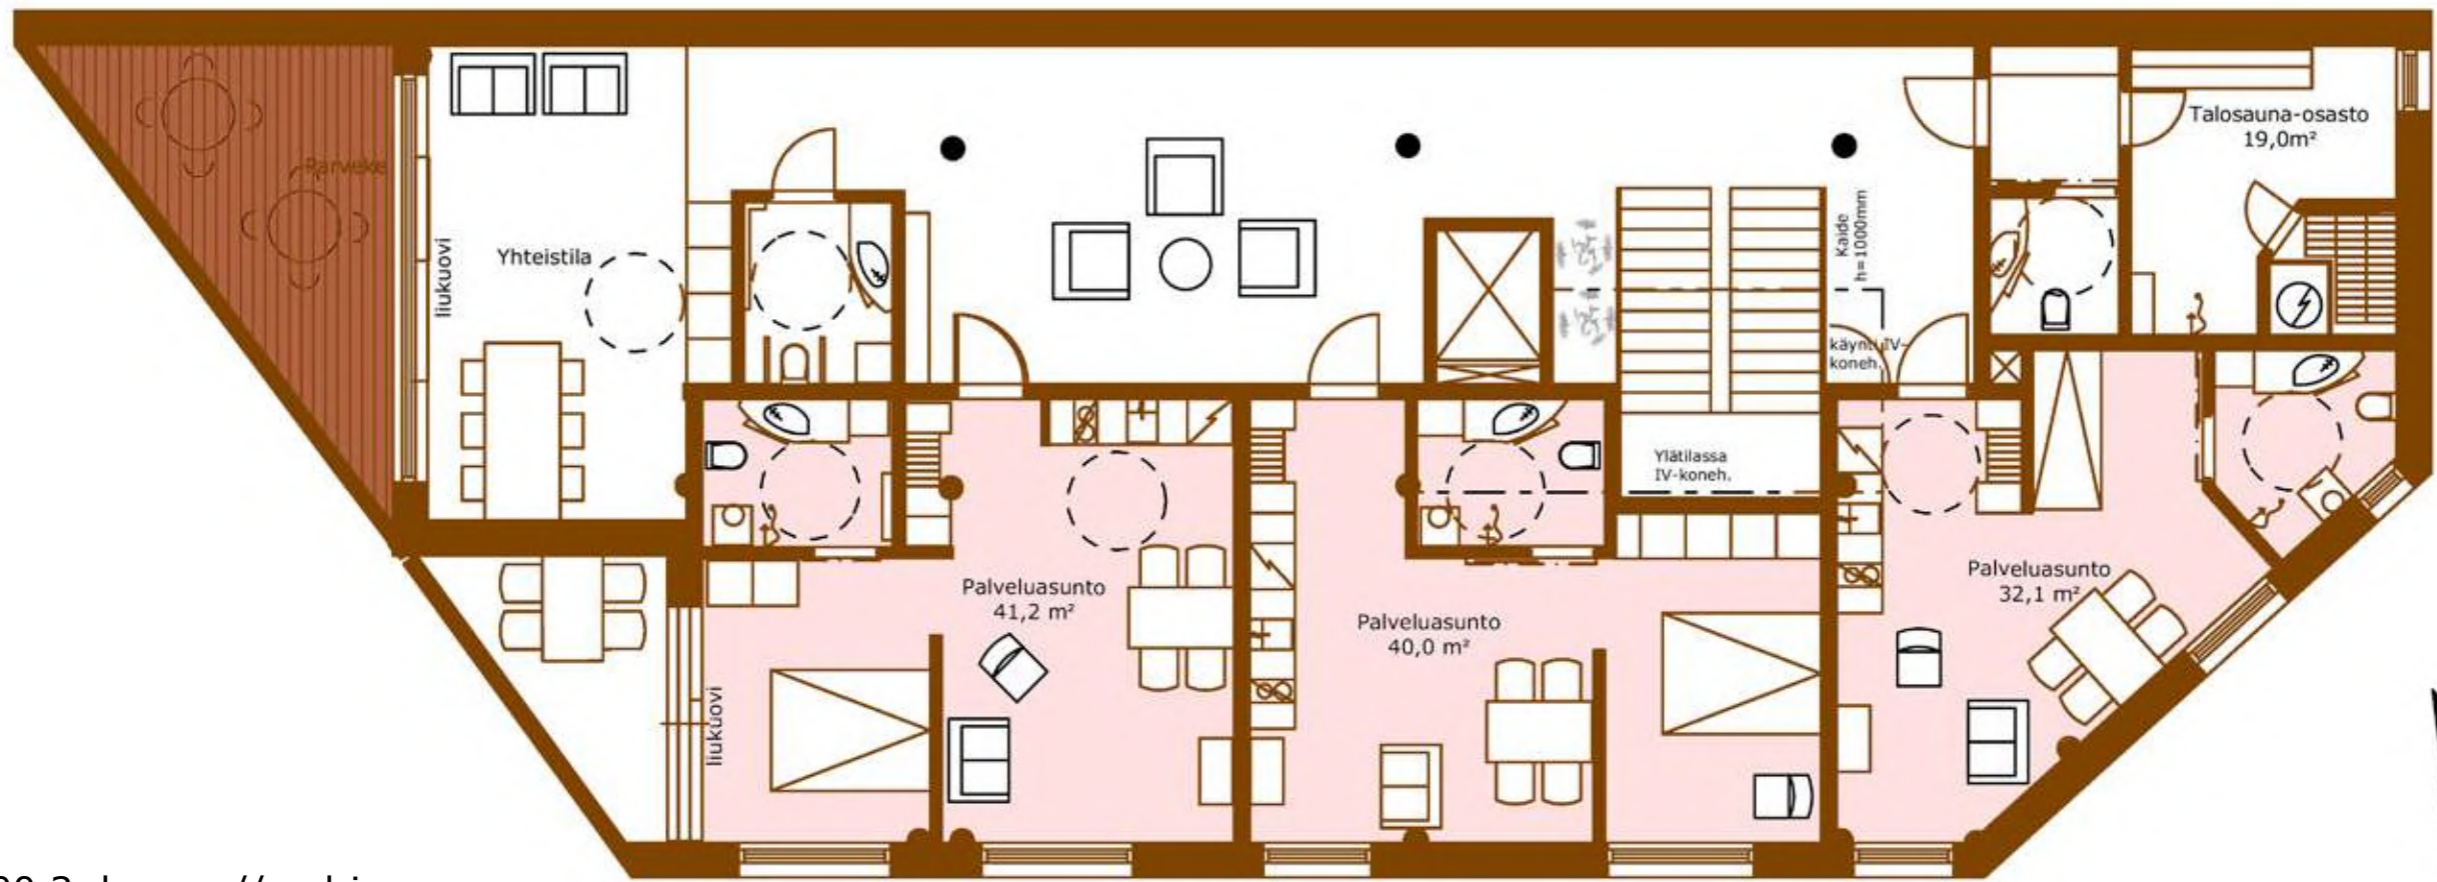 Parveke
liukuovi
Yhteistila
Kaide
h=1000mm
käynti IV-
koneh.
Talosauna-osasto
19,0m²
Ylätilassa
IV-koneh.
Palveluasunto
41,2 m²
liukuovi
Palveluasunto
40,0 m²
Palveluasunto
32,1 m²